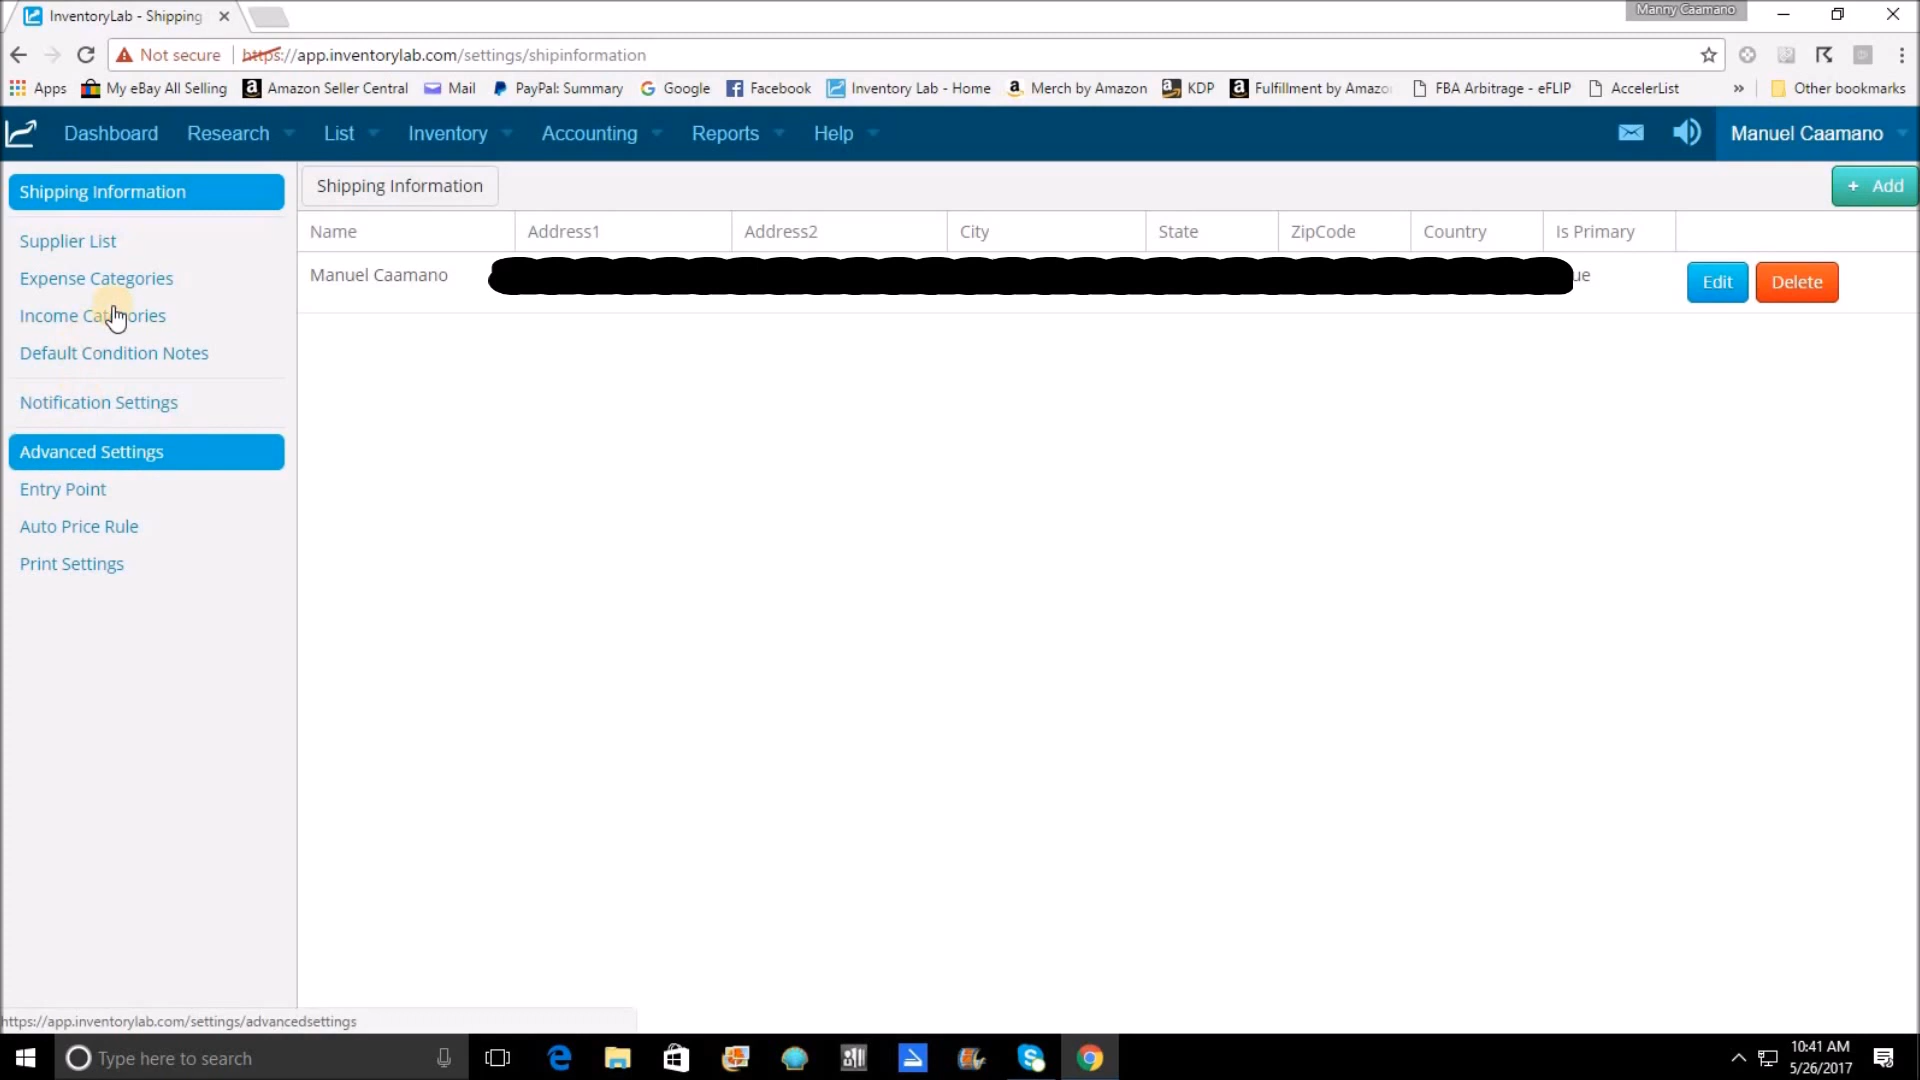 InventoryLab - Shipping
Manny Caamano
Not secure https://app.inventorylab.com/settings/shipinformation
Apps My eBay All Selling Amazon Seller Central Mail PayPal: Summary Google Facebook Inventory Lab - Home Merch by Amazon KDP Fulfillment by Amazo FBA Arbitrage - eFLIP AccelerList » Other bookmarks
Dashboard Research List Inventory Accounting Reports Help Manuel Caamano
Shipping Information
Supplier List
Expense Categories
Income Categories
Default Condition Notes
Notification Settings
Advanced Settings
Entry Point
Auto Price Rule
Print Settings
Shipping Information + Add
Name Address1 Address2 City State ZipCode Country Is Primary
Manuel Caamano ue Edit Delete
https://app.inventorylab.com/settings/advancedsettings
Type here to search
10:41 AM
5/26/2017